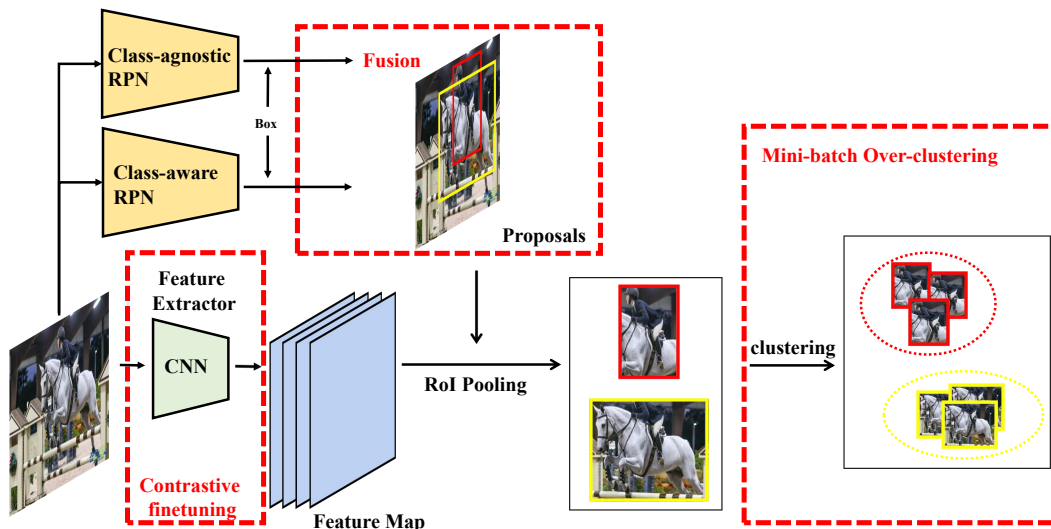 Class-agnostic
RPN
Fusion
Box
Class-aware
RPN
Proposals
Mini-batch Over-clustering
Feature
Extractor
CNN
RoI Pooling
clustering
Contrastive
finetuning
Feature Map